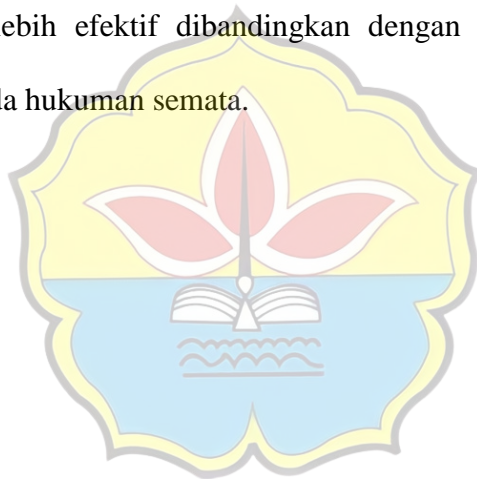 lebih efektif dibandingkan dengan
da hukuman semata.